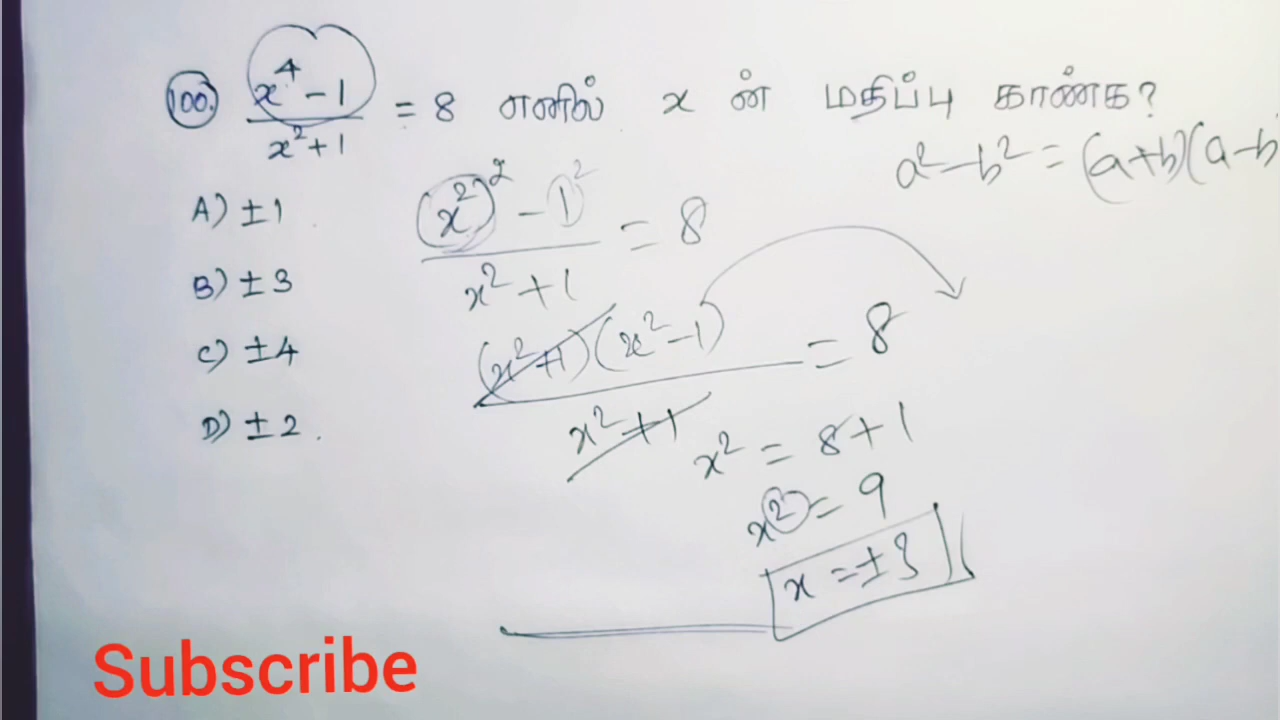 100. x⁴ - 1 / x² + 1 = 8 எனில் x ன் மதிப்பு காண்க?
a² - b² = (a+b)(a-b
A) ±1
B) ±3
C) ±4
D) ±2.
(x²)² - 1² / x² + 1 = 8
(x²+1)(x²-1) / x²+1 = 8
x² = 8+1
x² = 9
x = ±3
Subscribe